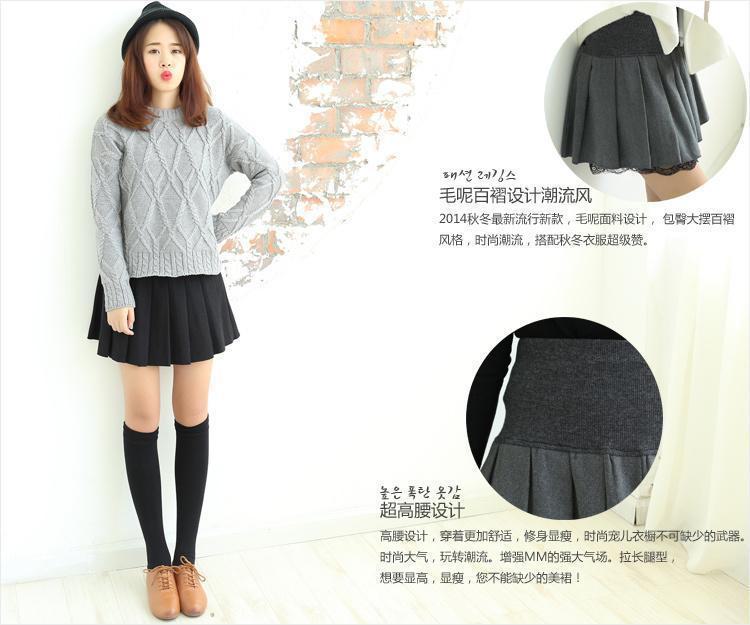 패션 레깅스
毛呢百褶设计潮流风
2014秋冬最新流行新款，毛呢面料设计， 包臀大摆百褶
风格，时尚潮流，搭配秋冬衣服超级赞。
높은 폭탄 옷감
超高腰设计
高腰设计，穿着更加舒适，修身显瘦，时尚宠儿衣橱不可缺少的武器。
时尚大气，玩转潮流。增强MM的强大气场。拉长腿型，
想要显高，显瘦，您不能缺少的美裙！